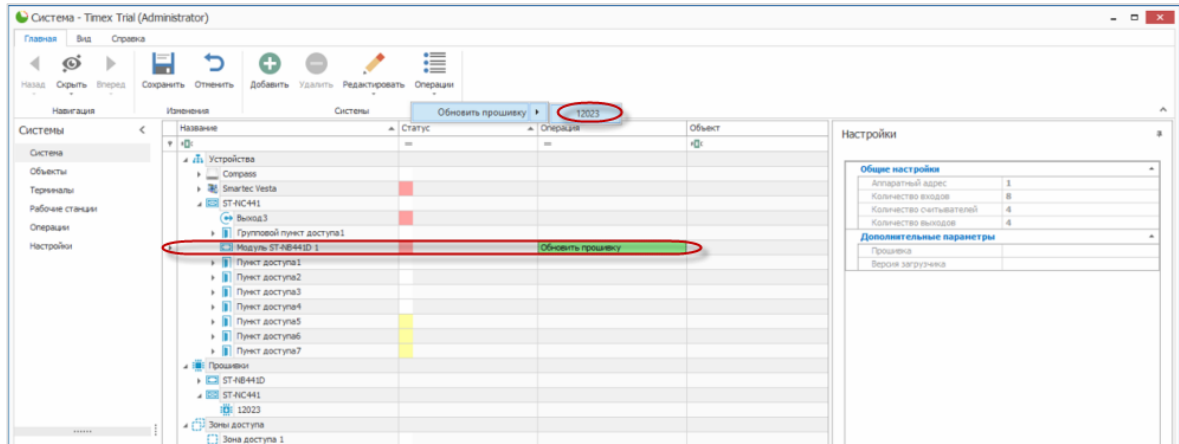 Система - Timex Trial (Administrator)
Главная Вид Справка
Назад Скрыть Вперед Сохранить Отменить Добавить Удалить Редактировать Операции
Навигация Изменения Системы
Обновить прошивку 12023
Системы
Система
Объекты
Терминалы
Рабочие станции
Операции
Настройки
Название Статус Операция Объект
= =
Устройства
Compass
Smartec Vesta
ST-NC441
Выход3
Групповой пункт доступа1
Модуль ST-NB441D 1 Обновить прошивку
Пункт доступа1
Пункт доступа2
Пункт доступа3
Пункт доступа4
Пункт доступа5
Пункт доступа6
Пункт доступа7
Прошивки
ST-NB441D
ST-NC441
12023
Зоны доступа
Зона доступа 1
Настройки
Общие настройки
Аппаратный адрес 1
Количество входов 8
Количество считывателей 4
Количество выходов 4
Дополнительные параметры
Прошивка
Версия загрузчика